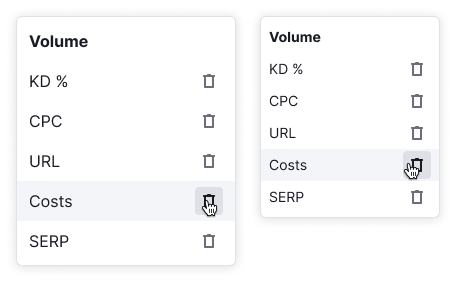 Volume
KD %
CPC
URL
Costs
SERP
Volume
KD %
CPC
URL
Costs
SERP